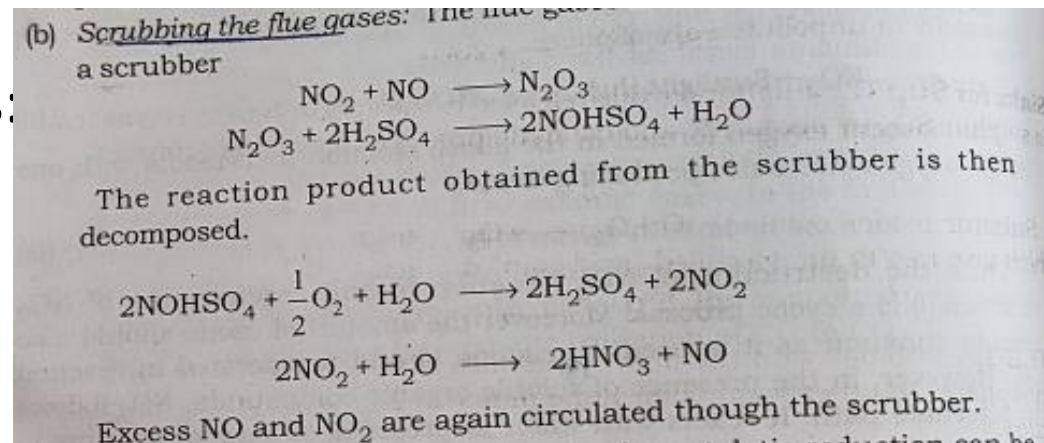 (b) Scrubbing the flue gases: The flue
a scrubber
NO₂ + NO ⟶ N₂O₃
N₂O₃ + 2H₂SO₄ ⟶ 2NOHSO₄ + H₂O
The reaction product obtained from the scrubber is then
decomposed.
2NOHSO₄ + 1/2 O₂ + H₂O ⟶ 2H₂SO₄ + 2NO₂
2NO₂ + H₂O ⟶ 2HNO₃ + NO
Excess NO and NO₂ are again circulated though the scrubber.